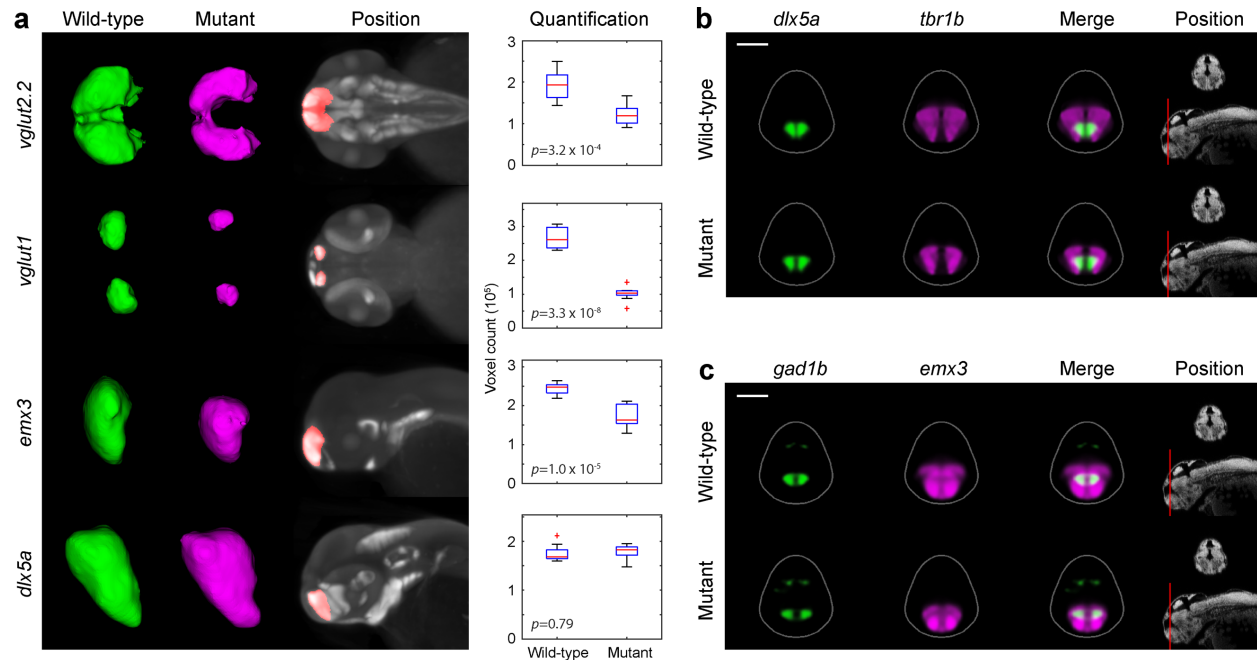 a
Wild-type Mutant Position Quantification
vglut2.2
3
2
1
0
p=3.2 x 10-4
vglut1
3
2
1
0
p=3.3 x 10-8
Voxel count (10⁵)
emx3
3
2
1
0
p=1.0 x 10-5
dlx5a
3
2
1
0
p=0.79
Wild-type Mutant
b
dlx5a tbr1b Merge Position
Wild-type
Mutant
c
gad1b emx3 Merge Position
Wild-type
Mutant